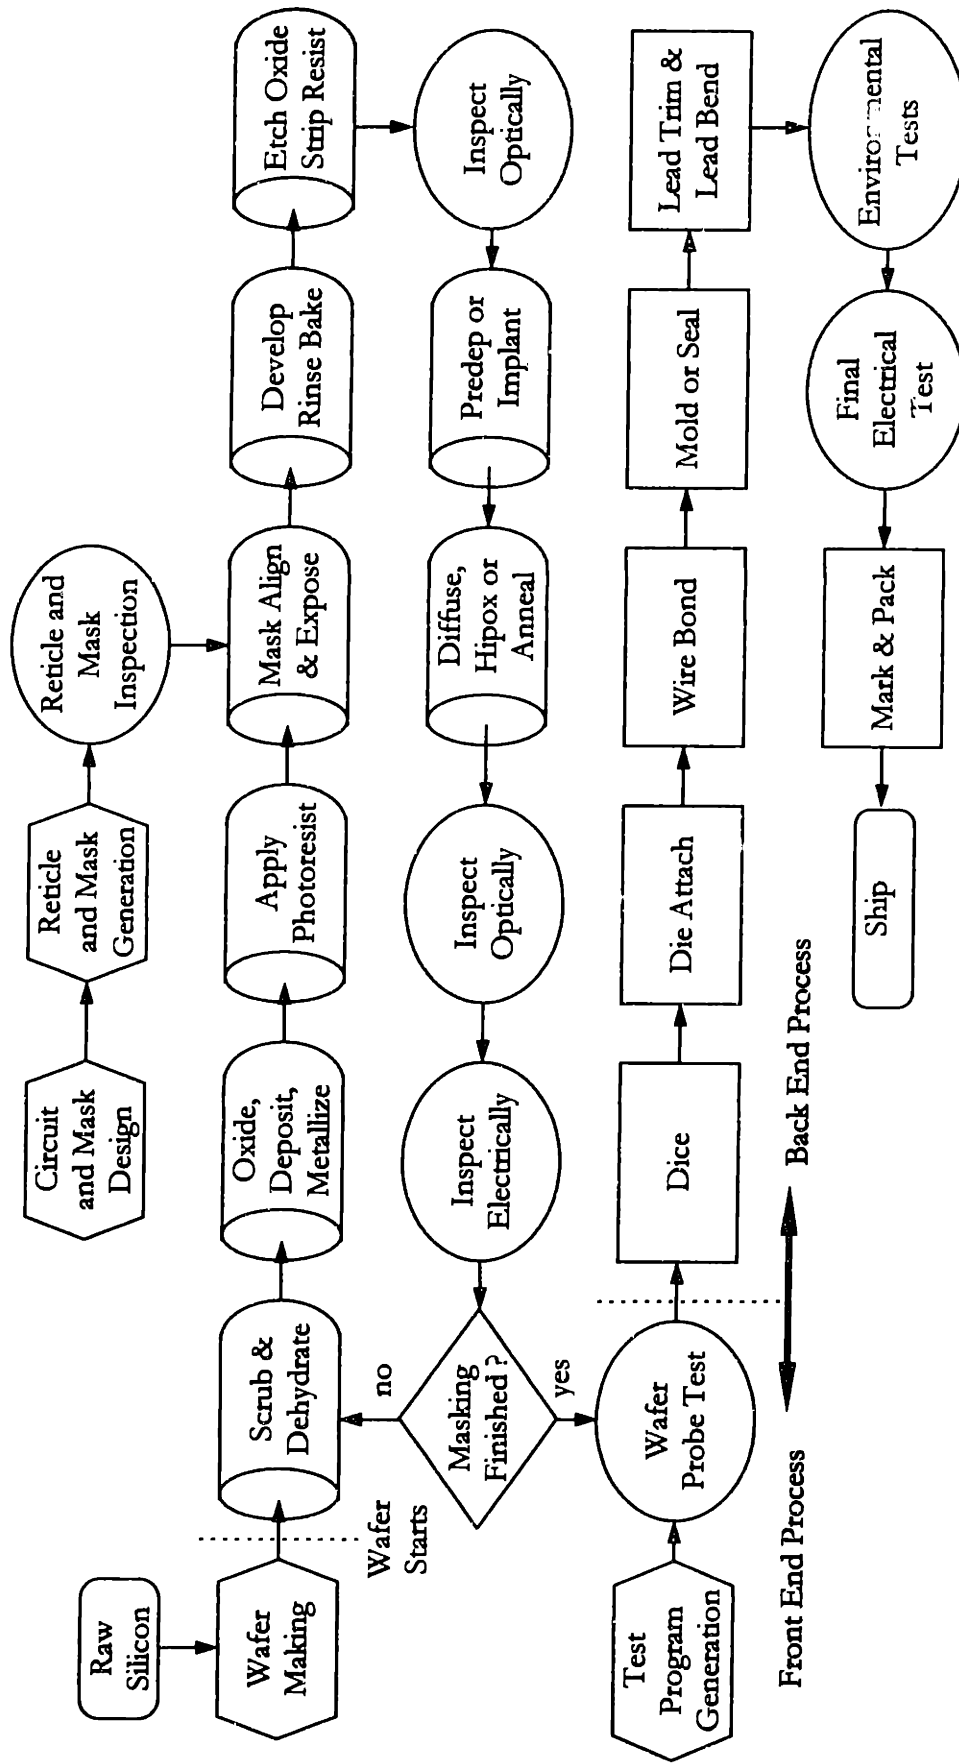 Circuit
and Mask
Design
Reticle
and Mask
Generation
Reticle and
Mask
Inspection
Raw
Silicon
Wafer
Making
Wafer
Starts
Scrub &
Dehydrate
Oxide,
Deposit,
Metallize
Apply
Photoresist
Mask Align
& Expose
Develop
Rinse Bake
Etch Oxide
Strip Resist
Inspect
Optically
Predep or
Implant
Diffuse,
Hipox or
Anneal
Inspect
Optically
Inspect
Electrically
Masking
Finished ?
no
yes
Test
Program
Generation
Wafer
Probe Test
Dice
Die Attach
Wire Bond
Mold or Seal
Lead Trim &
Lead Bend
Environmental
Tests
Final
Electrical
Test
Mark & Pack
Ship
Front End Process
Back End Process